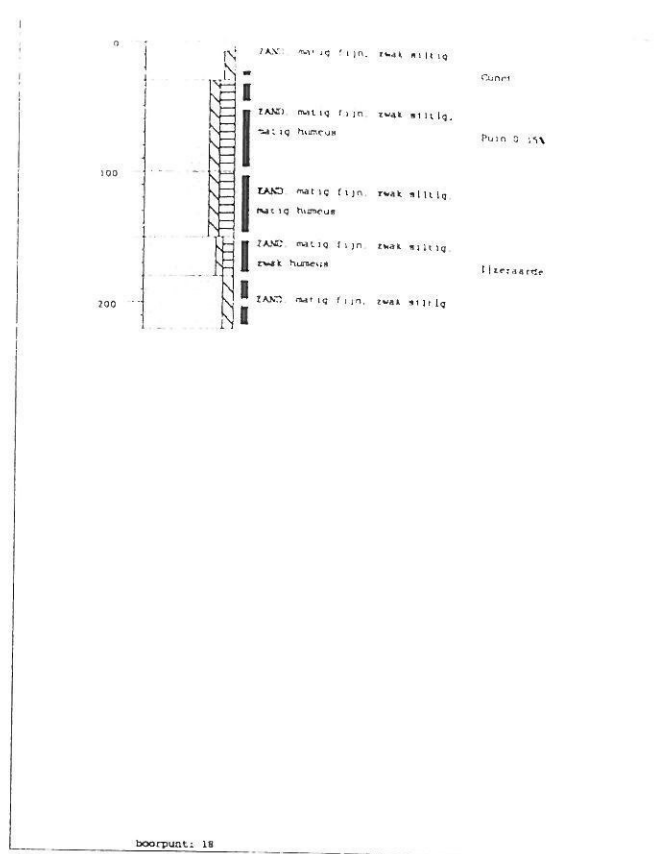 0
ZAND, matig fijn, zwak siltig
Cunet
ZAND, matig fijn, zwak siltig,
matig humeus
Puin 0-15%
100
ZAND, matig fijn, zwak siltig,
matig humeus
ZAND, matig fijn, zwak siltig,
zwak humeus
IJzeraarde
200
ZAND, matig fijn, zwak siltig
boorpunt: 18